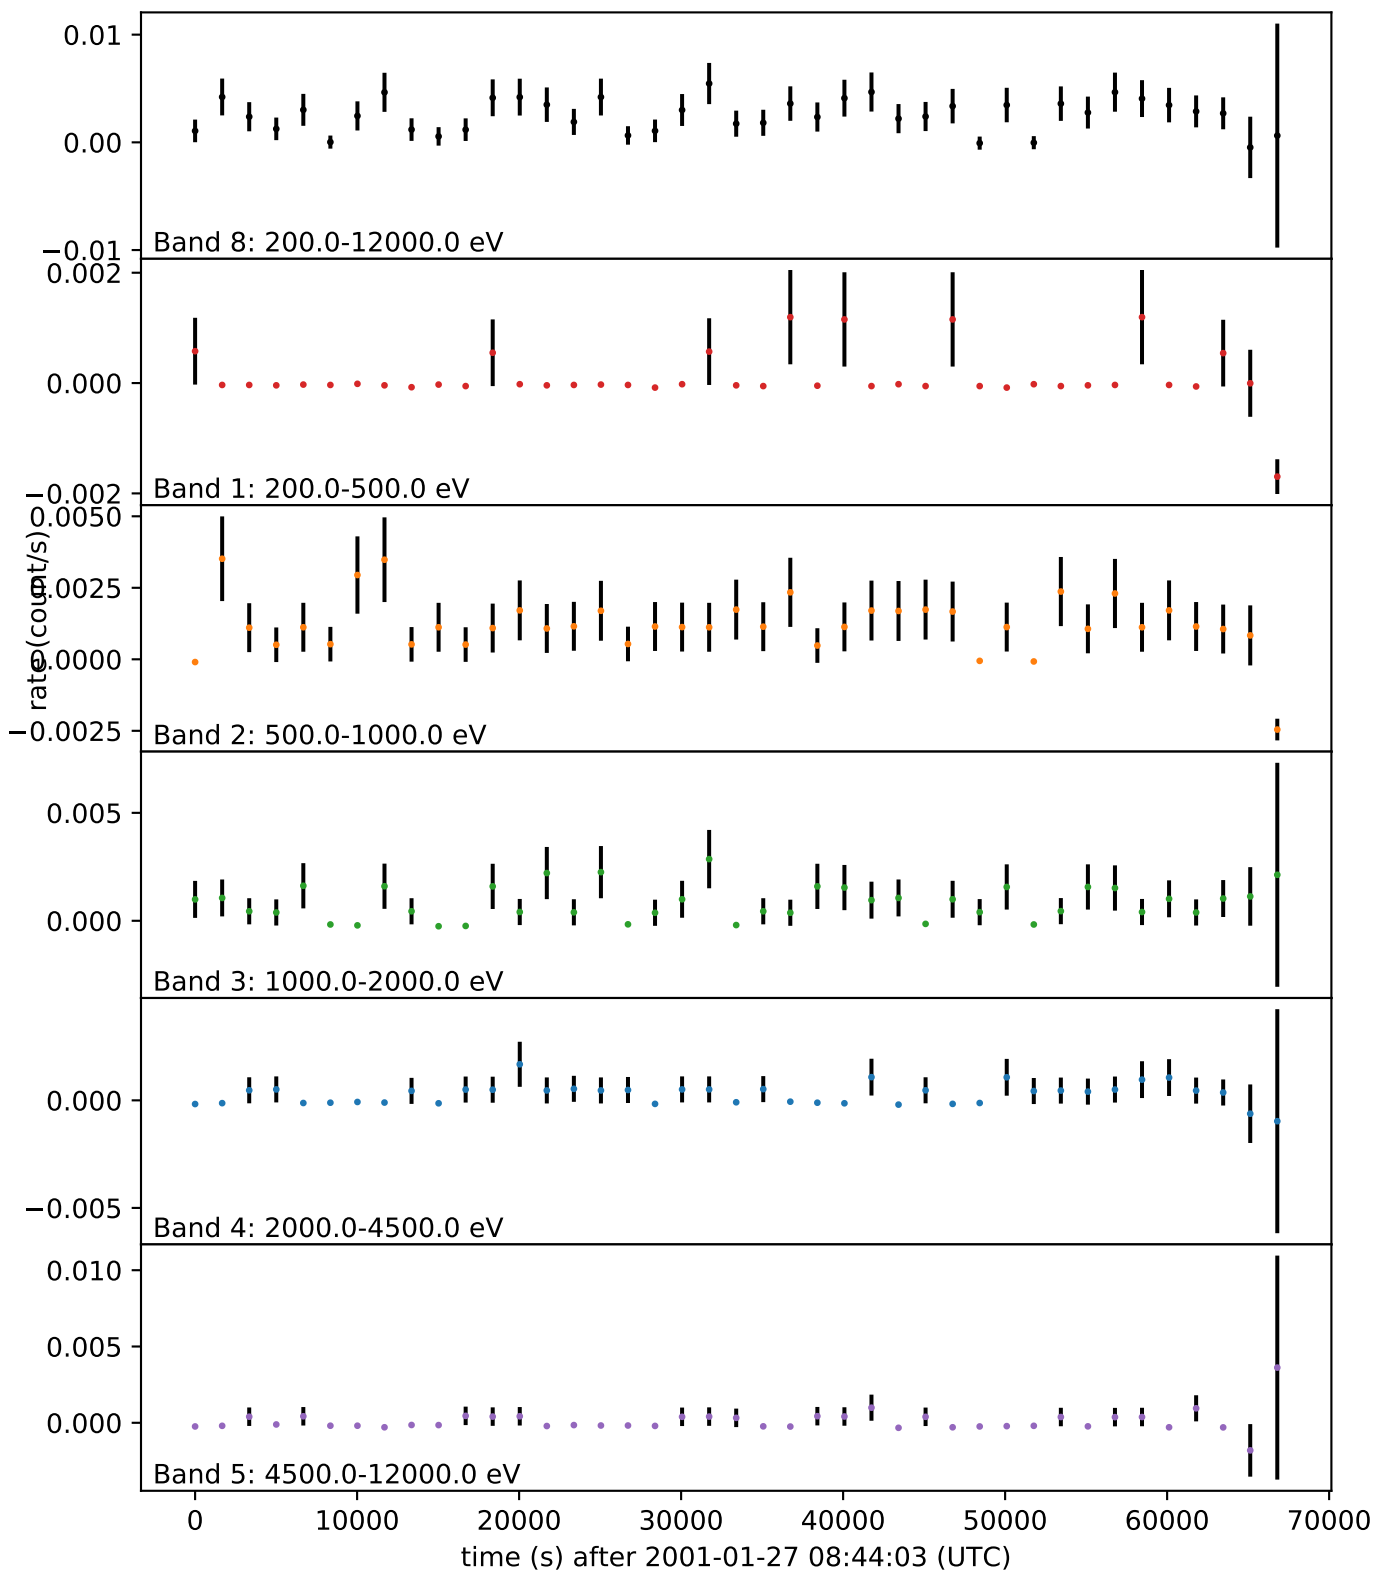 0.01
0.00
−0.01
Band 8: 200.0-12000.0 eV
0.002
0.000
−0.002
Band 1: 200.0-500.0 eV
rate(count/s)
0.0050
0.0025
0.0000
−0.0025
Band 2: 500.0-1000.0 eV
0.005
0.000
Band 3: 1000.0-2000.0 eV
0.000
−0.005
Band 4: 2000.0-4500.0 eV
0.010
0.005
0.000
Band 5: 4500.0-12000.0 eV
0 10000 20000 30000 40000 50000 60000 70000
time (s) after 2001-01-27 08:44:03 (UTC)